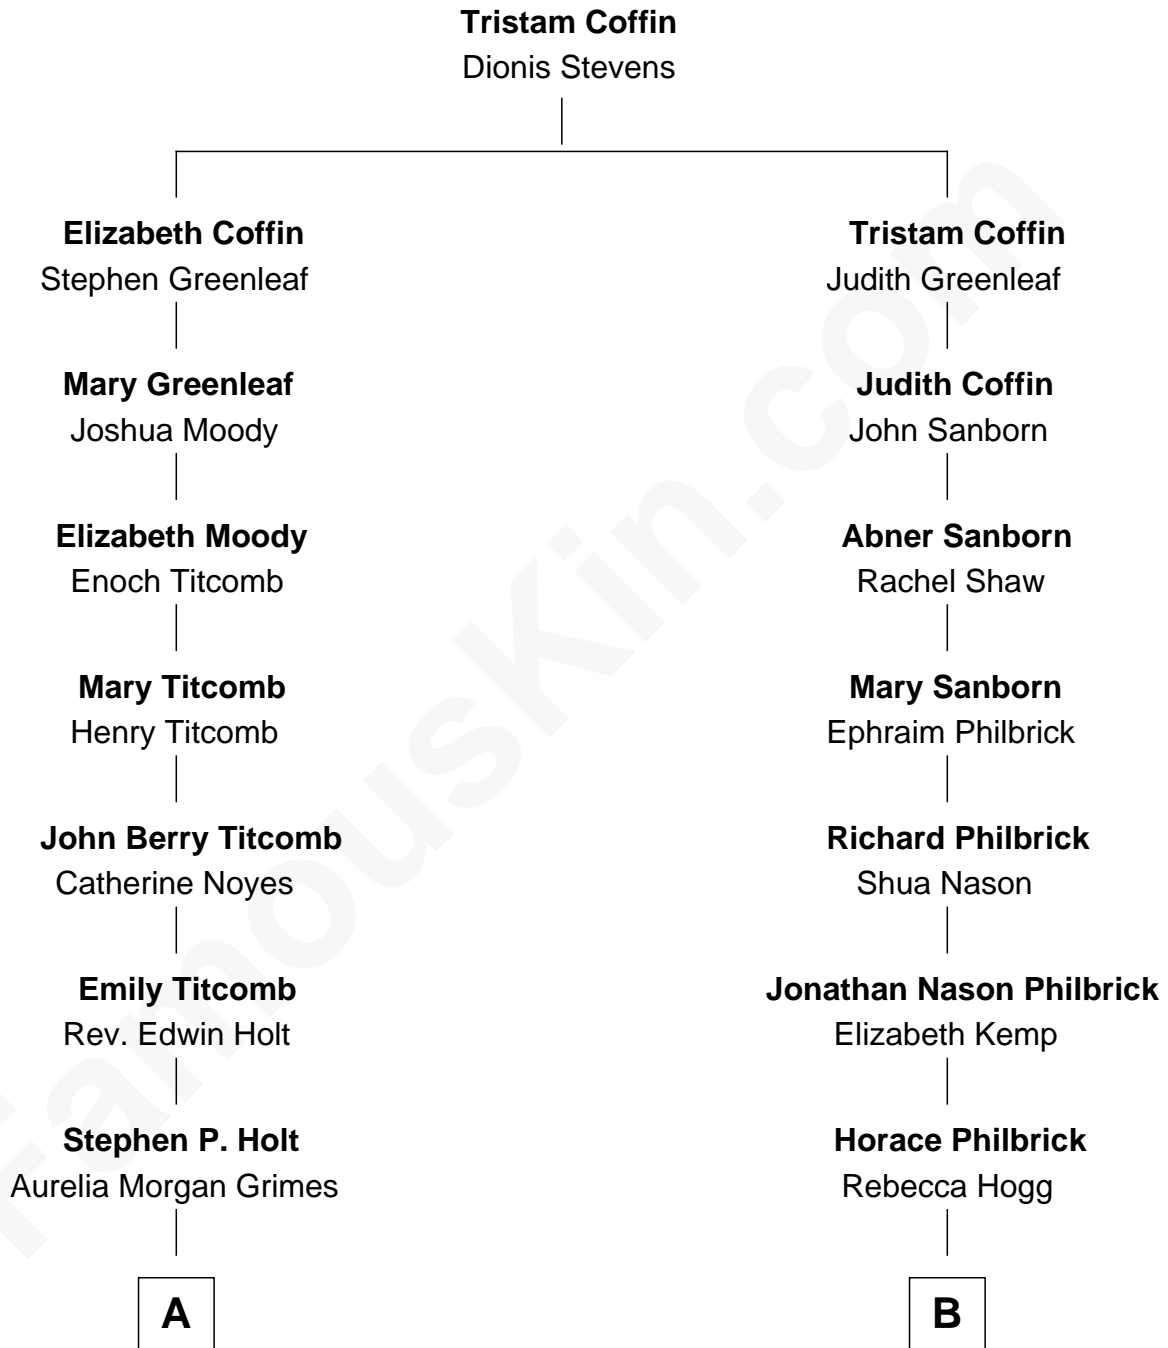 Tristam Coffin
Dionis Stevens
Elizabeth Coffin
Stephen Greenleaf
Tristam Coffin
Judith Greenleaf
Mary Greenleaf
Joshua Moody
Judith Coffin
John Sanborn
Elizabeth Moody
Enoch Titcomb
Abner Sanborn
Rachel Shaw
Mary Titcomb
Henry Titcomb
Mary Sanborn
Ephraim Philbrick
John Berry Titcomb
Catherine Noyes
Richard Philbrick
Shua Nason
Emily Titcomb
Rev. Edwin Holt
Jonathan Nason Philbrick
Elizabeth Kemp
Stephen P. Holt
Aurelia Morgan Grimes
Horace Philbrick
Rebecca Hogg
A
B
FamousKin.com